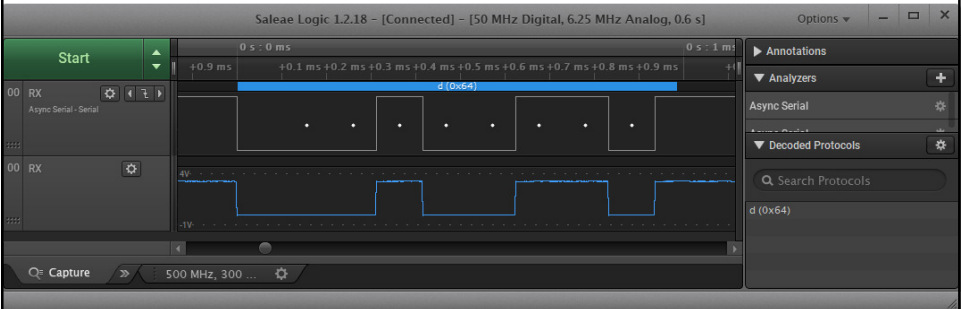 Saleae Logic 1.2.18 - [Connected] - [50 MHz Digital, 6.25 MHz Analog, 0.6 s]
Options
Start
0 s : 0 ms
0 s : 1 ms
+0.9 ms
+0.1 ms +0.2 ms +0.3 ms +0.4 ms +0.5 ms +0.6 ms +0.7 ms +0.8 ms +0.9 ms
d (0x64)
00 RX
Async Serial - Serial
00 RX
4V
-1V
Capture
500 MHz, 300 ...
Annotations
Analyzers
Async Serial
Async Serial
Decoded Protocols
Search Protocols
d (0x64)